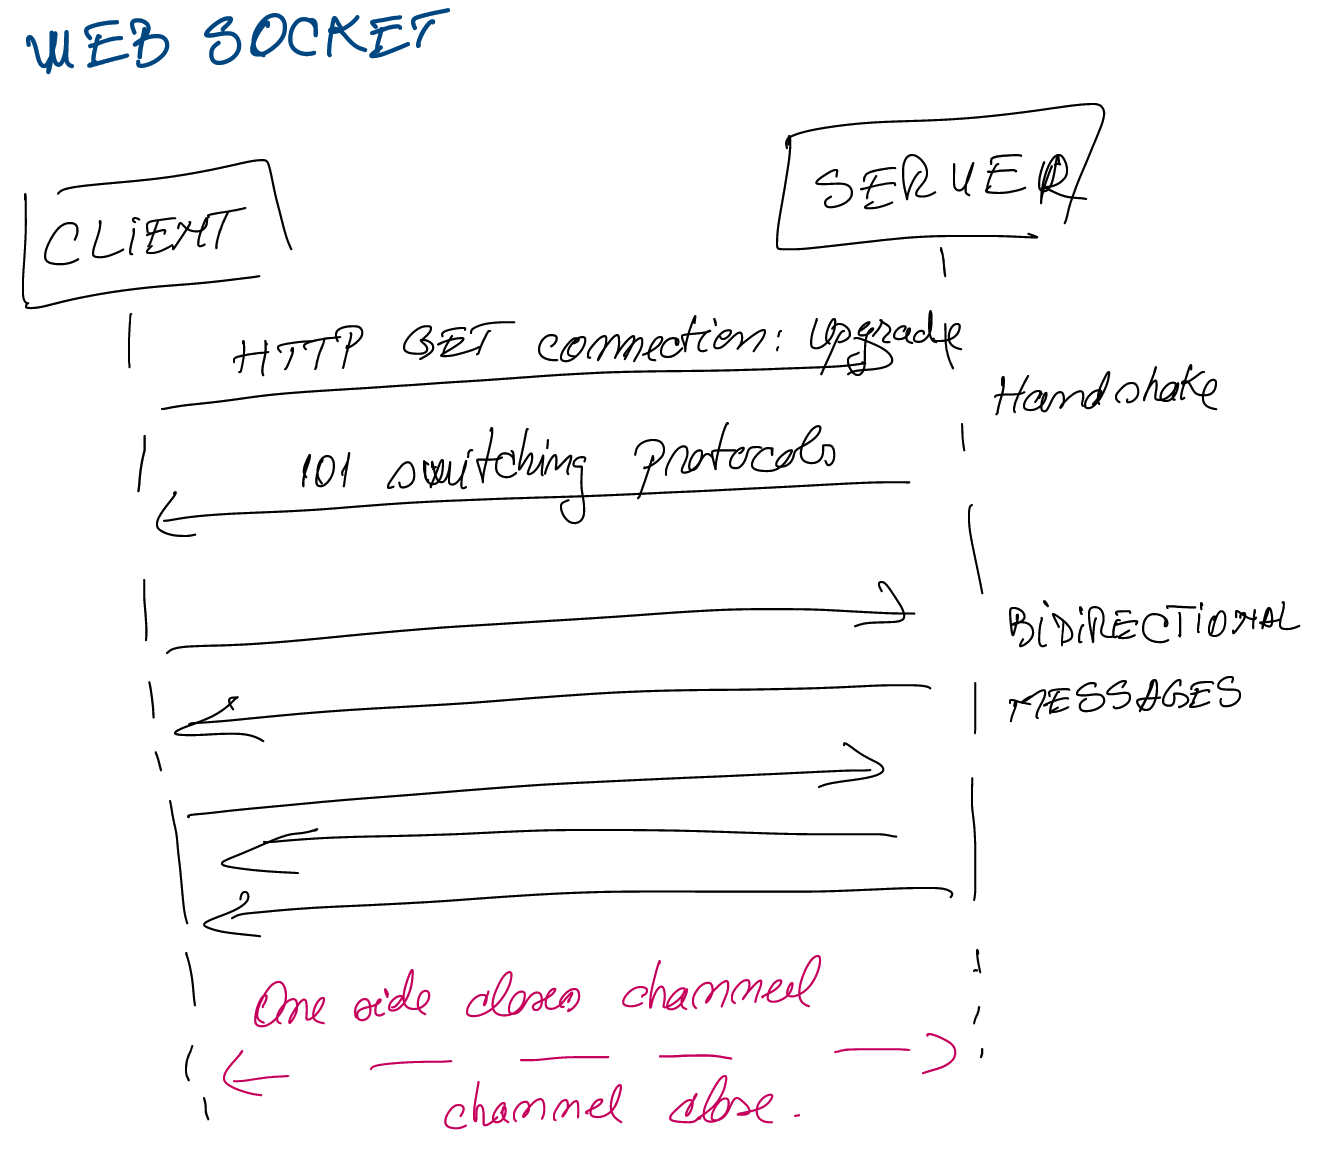 WEB SOCKET
CLIENT
SERVER
HTTP GET connection: upgrade
Handshake
101 switching protocols
BIDIRECTIONAL
MESSAGES
One side closes channel
channel close.